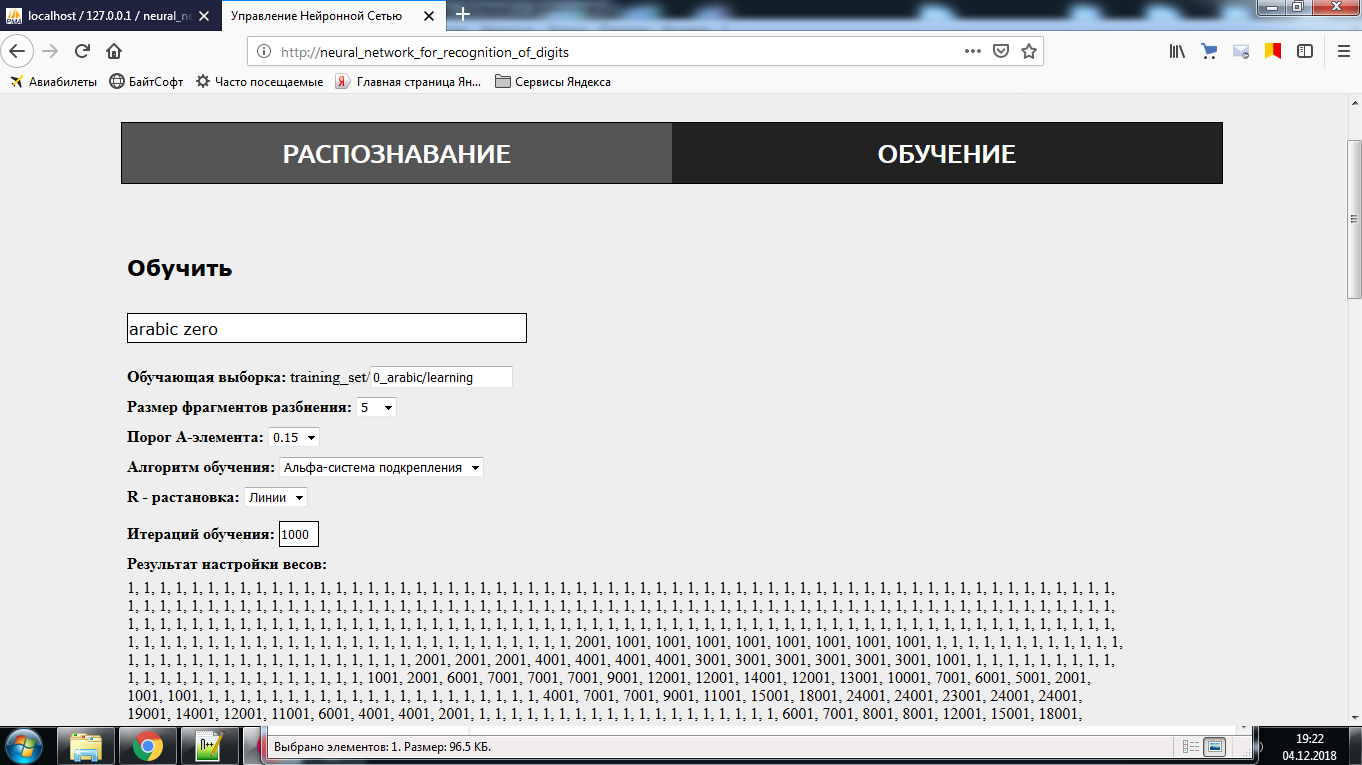 localhost / 127.0.0.1 / neural_ne
Управление Нейронной Сетью
http://neural_network_for_recognition_of_digits
Авиабилеты БайтСофт Часто посещаемые Главная страница Ян... Сервисы Яндекса
РАСПОЗНАВАНИЕ ОБУЧЕНИЕ
Обучить
arabic zero
Обучающая выборка: training_set/ 0_arabic/learning
Размер фрагментов разбиения: 5
Порог А-элемента: 0.15
Алгоритм обучения: Альфа-система подкрепления
R - растановка: Линии
Итераций обучения: 1000
Результат настройки весов:
1, 1, 1, 1, 1, 1, 1, 1, 1, 1, 1, 1, 1, 1, 1, 1, 1, 1, 1, 1, 1, 1, 1, 1, 1, 1, 1, 1, 1, 1, 1, 1, 1, 1, 1, 1, 1, 1, 1, 1, 1, 1, 1, 1, 1, 1, 1, 1, 1, 1, 1, 1, 1, 1, 1, 1, 1, 1, 1, 1, 1, 1,
1, 1, 1, 1, 1, 1, 1, 1, 1, 1, 1, 1, 1, 1, 1, 1, 1, 1, 1, 1, 1, 1, 1, 1, 1, 1, 1, 1, 1, 1, 1, 1, 1, 1, 1, 1, 1, 1, 1, 1, 1, 1, 1, 1, 1, 1, 1, 1, 1, 1, 1, 1, 1, 1, 1, 1, 1, 1, 1, 1, 1, 1,
1, 1, 1, 1, 1, 1, 1, 1, 1, 1, 1, 1, 1, 1, 1, 1, 1, 1, 1, 1, 1, 1, 1, 1, 1, 1, 1, 1, 1, 1, 1, 1, 1, 1, 1, 1, 1, 1, 1, 1, 1, 1, 1, 1, 1, 1, 1, 1, 1, 1, 1, 1, 1, 1, 1, 1, 1, 1, 1, 1, 1, 1,
1, 1, 1, 1, 1, 1, 1, 1, 1, 1, 1, 1, 1, 1, 1, 1, 1, 1, 1, 1, 1, 1, 1, 1, 1, 1, 1, 1, 2001, 1001, 1001, 1001, 1001, 1001, 1001, 1001, 1001, 1, 1, 1, 1, 1, 1, 1, 1, 1, 1, 1, 1,
1, 1, 1, 1, 1, 1, 1, 1, 1, 1, 1, 1, 1, 1, 1, 1, 1, 1, 2001, 2001, 2001, 4001, 4001, 4001, 4001, 3001, 3001, 3001, 3001, 3001, 3001, 1001, 1, 1, 1, 1, 1, 1, 1, 1, 1,
1, 1, 1, 1, 1, 1, 1, 1, 1, 1, 1, 1, 1, 1, 1, 1001, 2001, 6001, 7001, 7001, 7001, 9001, 12001, 12001, 14001, 12001, 13001, 10001, 7001, 6001, 5001, 2001,
1001, 1001, 1, 1, 1, 1, 1, 1, 1, 1, 1, 1, 1, 1, 1, 1, 1, 1, 1, 1, 1, 1, 1, 4001, 7001, 7001, 9001, 11001, 15001, 18001, 24001, 24001, 23001, 24001, 24001,
19001, 14001, 12001, 11001, 6001, 4001, 4001, 2001, 1, 1, 1, 1, 1, 1, 1, 1, 1, 1, 1, 1, 1, 1, 1, 1, 1, 1, 1, 6001, 7001, 8001, 8001, 12001, 15001, 18001,
Выбрано элементов: 1. Размер: 96.5 КБ.
19:22
04.12.2018